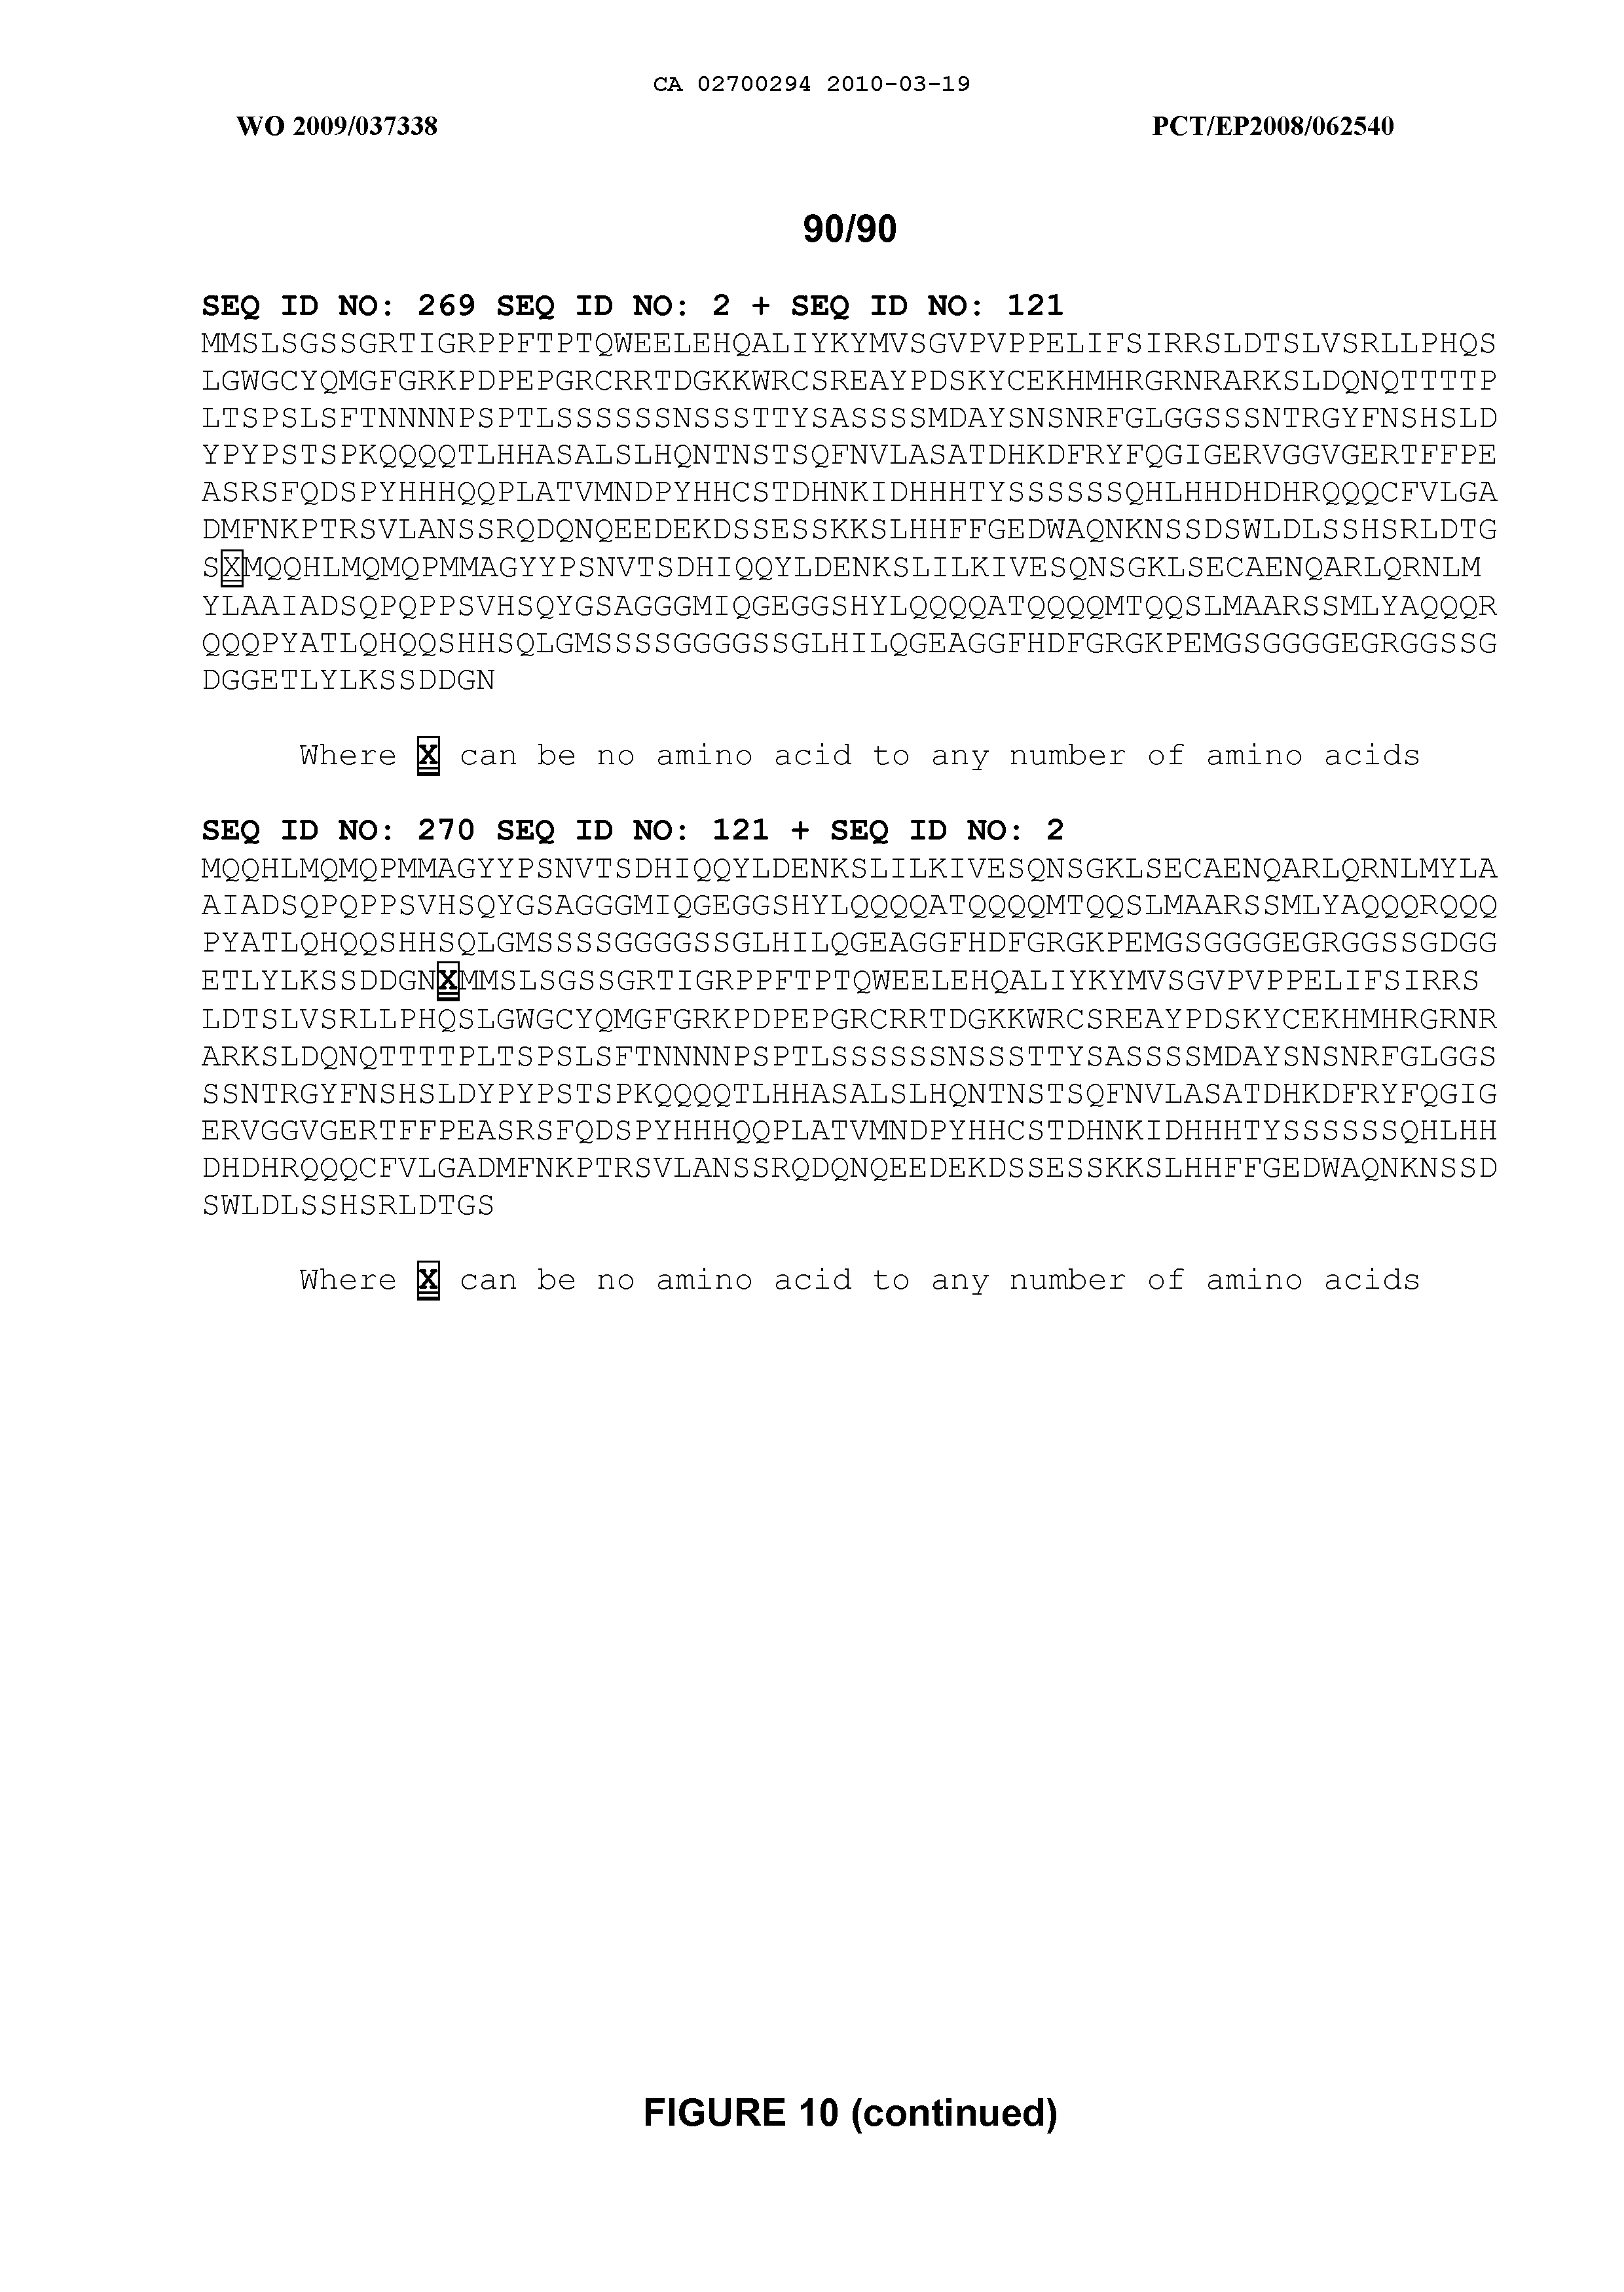 CA 02700294 2010-03-19
WO 2009/037338 PCT/EP2008/062540
90/90
SEQ ID NO: 269 SEQ ID NO: 2 + SEQ ID NO: 121
MMSLSGSSGRTIGRPPFTPTQWEELEHQALIYKYMVSGVPVPPELIFSIRRSLDTSLVSRLLPHQS
LGWGCYQMGFGRKPDPEPGRCRRTDGKKWRCSREAYPDSKYCEKHMHRGRNRARKSLDQNQTTTTP
LTSPSLSFTNNNNPSPTLSSSSSSNSSSTTYSASSSSMDAYSNSNRFGLGGSSSNTRGYFNSHSLD
YPYPSTSPKQQQQTLHHASALSLHQNTNSTSQFNVLASATDHKDFRYFQGIGERVGGVGERTFFPE
ASRSFQDSPYHHHQQPLATVMNDPYHHCSTDHNKIDHHHTYSSSSSSQHLHHDHDHRQQQCFVLGA
DMFNKPTRSVLANSSRQDQNQEEDEKDSSESSKKSLHHFFGEDWAQNKNSSDSWLDLSSHSRLDTG
SXMQQHLMQMQPMMAGYYPSNVTSDHIQQYLDENKSLILKIVESQNSGKLSECAENQARLQRNLM
YLAAIADSQPQPPSVHSQYGSAGGGMIQGEGGSHYLQQQQATQQQQMTQQSLMAARSSMLYAQQQR
QQQPYATLQHQQSHHSQLGMSSSSGGGGSSGLHILQGEAGGFHDFGRGKPEMGSGGGGEGRGGSSG
DGGETLYLKSSDDGN
Where X can be no amino acid to any number of amino acids
SEQ ID NO: 270 SEQ ID NO: 121 + SEQ ID NO: 2
MQQHLMQMQPMMAGYYPSNVTSDHIQQYLDENKSLILKIVESQNSGKLSECAENQARLQRNLMYLA
AIADSQPQPPSVHSQYGSAGGGMIQGEGGSHYLQQQQATQQQQMTQQSLMAARSSMLYAQQQRQQQ
PYATLQHQQSHHSQLGMSSSSGGGGSSGLHILQGEAGGFHDFGRGKPEMGSGGGGEGRGGSSGDGG
ETLYLKSSDDGNXMMSLSGSSGRTIGRPPFTPTQWEELEHQALIYKYMVSGVPVPPELIFSIRRS
LDTSLVSRLLPHQSLGWGCYQMGFGRKPDPEPGRCRRTDGKKWRCSREAYPDSKYCEKHMHRGRNR
ARKSLDQNQTTTTPLTSPSLSFTNNNNPSPTLSSSSSSNSSSTTYSASSSSMDAYSNSNRFGLGGS
SSNTRGYFNSHSLDYPYPSTSPKQQQQTLHHASALSLHQNTNSTSQFNVLASATDHKDFRYFQGIG
ERVGGVGERTFFPEASRSFQDSPYHHHQQPLATVMNDPYHHCSTDHNKIDHHHTYSSSSSSQHLHH
DHDHRQQQCFVLGADMFNKPTRSVLANSSRQDQNQEEDEKDSSESSKKSLHHFFGEDWAQNKNSSD
SWLDLSSHSRLDTGS
Where X can be no amino acid to any number of amino acids
FIGURE 10 (continued)